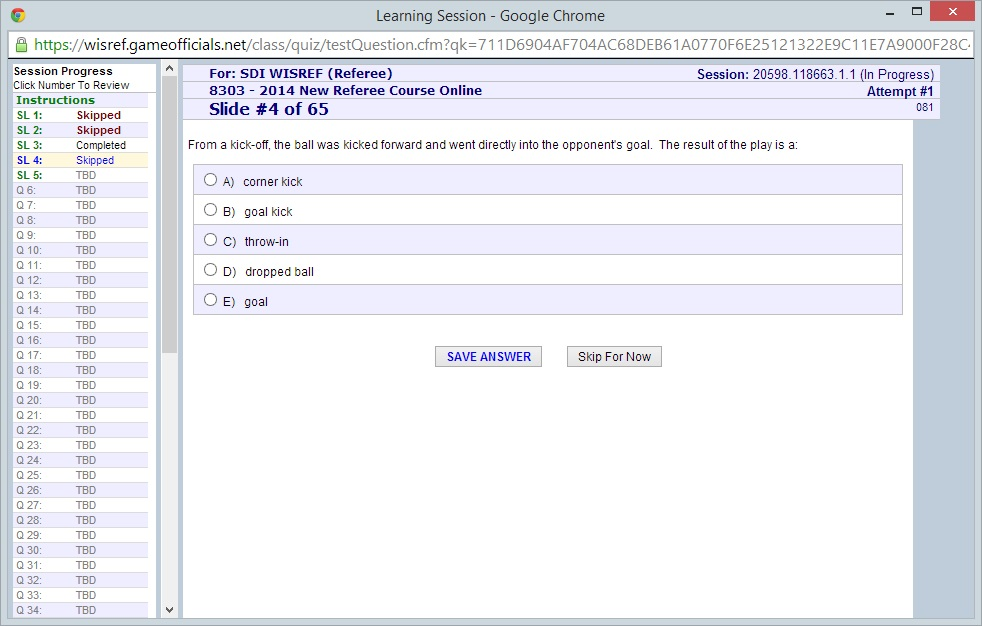 Learning Session - Google Chrome
https://wisref.gameofficials.net/class/quiz/testQuestion.cfm?qk=711D6904AF704AC68DEB61A0770F6E25121322E9C11E7A9000F28C
Session Progress
Click Number To Review
Instructions
SL 1: Skipped
SL 2: Skipped
SL 3: Completed
SL 4: Skipped
SL 5: TBD
Q 6: TBD
Q 7: TBD
Q 8: TBD
Q 9: TBD
Q 10: TBD
Q 11: TBD
Q 12: TBD
Q 13: TBD
Q 14: TBD
Q 15: TBD
Q 16: TBD
Q 17: TBD
Q 18: TBD
Q 19: TBD
Q 20: TBD
Q 21: TBD
Q 22: TBD
Q 23: TBD
Q 24: TBD
Q 25: TBD
Q 26: TBD
Q 27: TBD
Q 28: TBD
Q 29: TBD
Q 30: TBD
Q 31: TBD
Q 32: TBD
Q 33: TBD
Q 34: TBD
For: SDI WISREF (Referee)
Session: 20598.118663.1.1 (In Progress)
8303 - 2014 New Referee Course Online
Attempt #1
Slide #4 of 65
081
From a kick-off, the ball was kicked forward and went directly into the opponent's goal. The result of the play is a:
A) corner kick
B) goal kick
C) throw-in
D) dropped ball
E) goal
SAVE ANSWER
Skip For Now